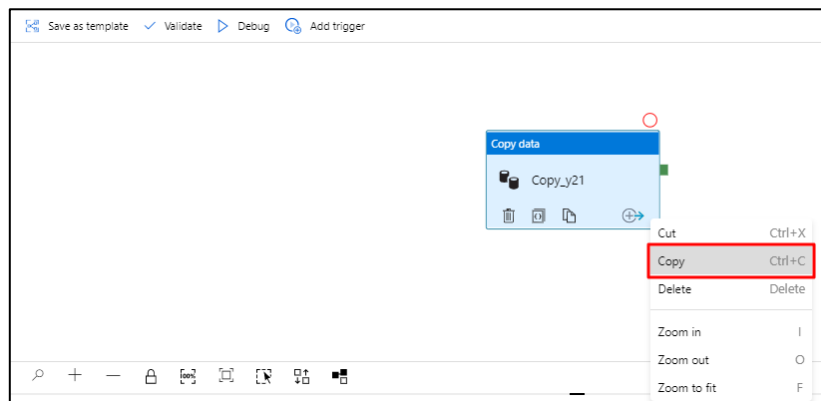 Save as template Validate Debug Add trigger
Copy data
Copy_y21
Cut Ctrl+X
Copy Ctrl+C
Delete Delete
Zoom in I
Zoom out O
Zoom to fit F
100%